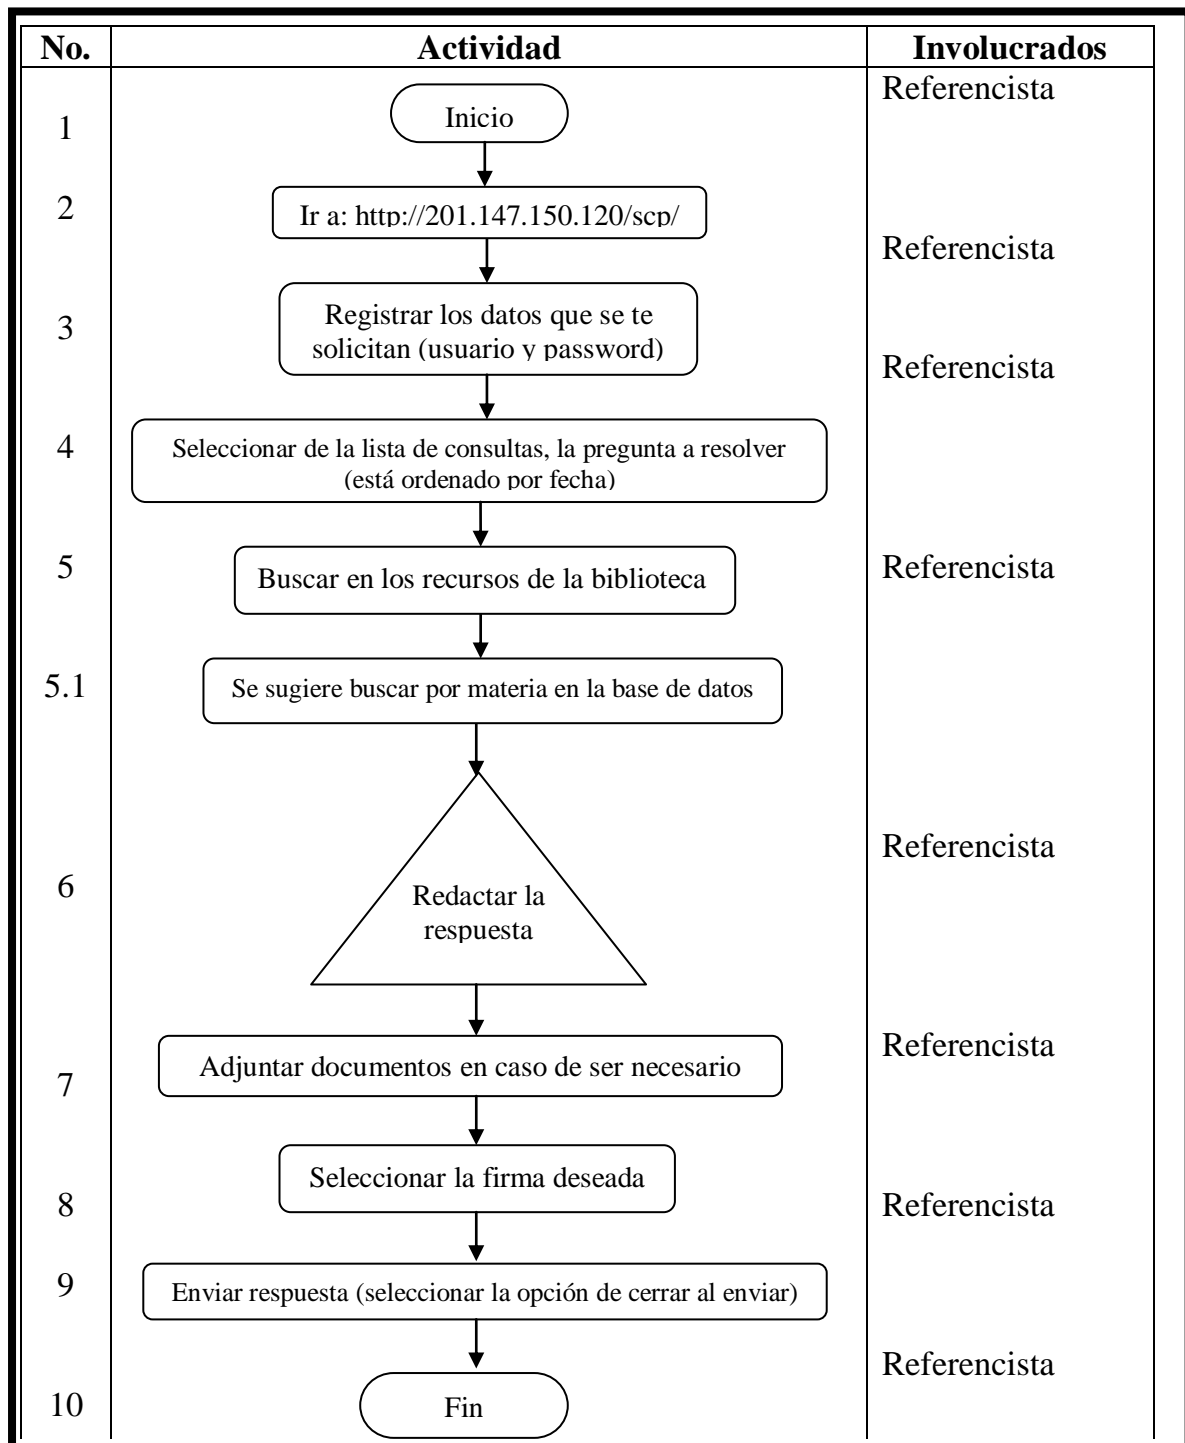 No. Actividad Involucrados
Referencista
1 Inicio
2 Ir a: http://201.147.150.120/scp/
Referencista
3 Registrar los datos que se te
solicitan (usuario y password)
Referencista
4 Seleccionar de la lista de consultas, la pregunta a resolver
(está ordenado por fecha)
5 Buscar en los recursos de la biblioteca Referencista
5.1 Se sugiere buscar por materia en la base de datos
Referencista
6 Redactar la
respuesta
Referencista
7 Adjuntar documentos en caso de ser necesario
Seleccionar la firma deseada
8 Referencista
9 Enviar respuesta (seleccionar la opción de cerrar al enviar)
Referencista
10 Fin